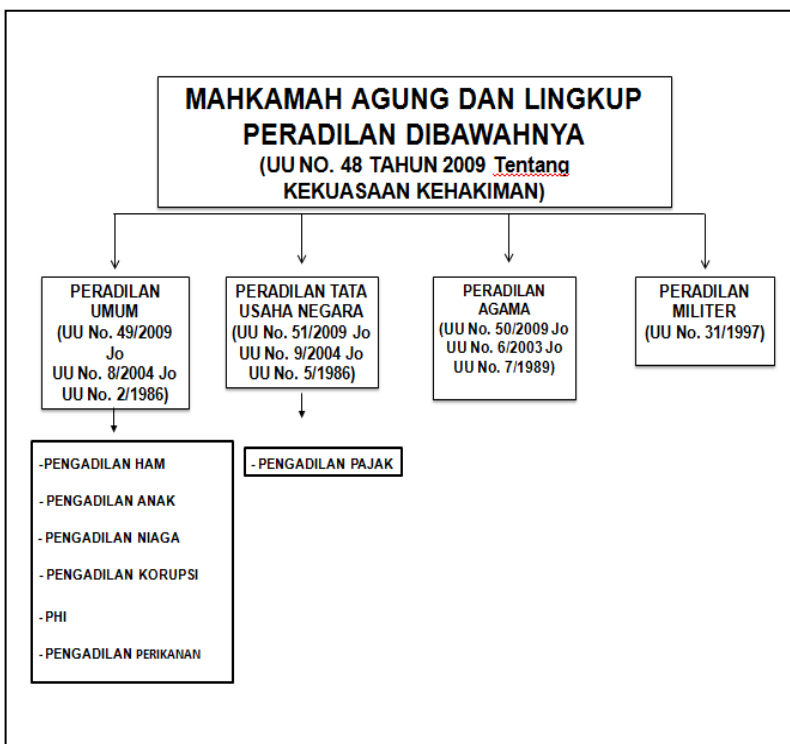 MAHKAMAH AGUNG DAN LINGKUP
PERADILAN DIBAWAHNYA
(UU NO. 48 TAHUN 2009 Tentang
KEKUASAAN KEHAKIMAN)
PERADILAN
UMUM
(UU No. 49/2009
Jo
UU No. 8/2004 Jo
UU No. 2/1986)
PERADILAN TATA
USAHA NEGARA
(UU No. 51/2009 Jo
UU No. 9/2004 Jo
UU No. 5/1986)
PERADILAN
AGAMA
(UU No. 50/2009 Jo
UU No. 6/2003 Jo
UU No. 7/1989)
PERADILAN
MILITER
(UU No. 31/1997)
-PENGADILAN HAM
- PENGADILAN ANAK
- PENGADILAN NIAGA
- PENGADILAN KORUPSI
-PHI
- PENGADILAN PERIKANAN
- PENGADILAN PAJAK